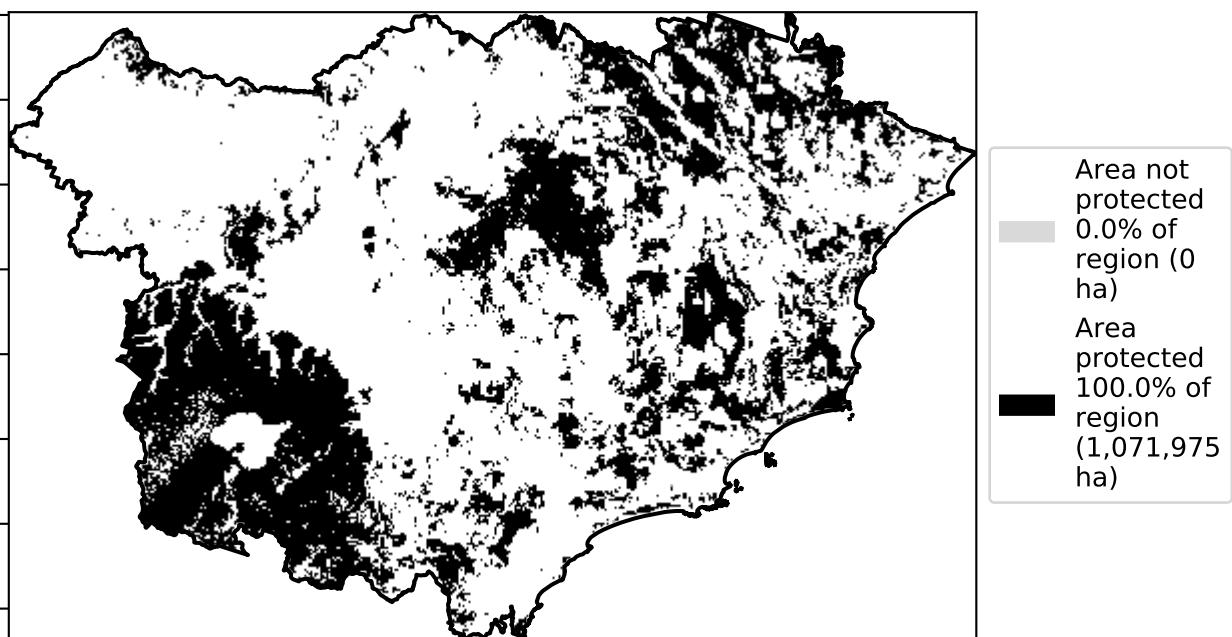 Area not
protected
0.0% of
region (0
ha)
Area
protected
100.0% of
region
(1,071,975
ha)